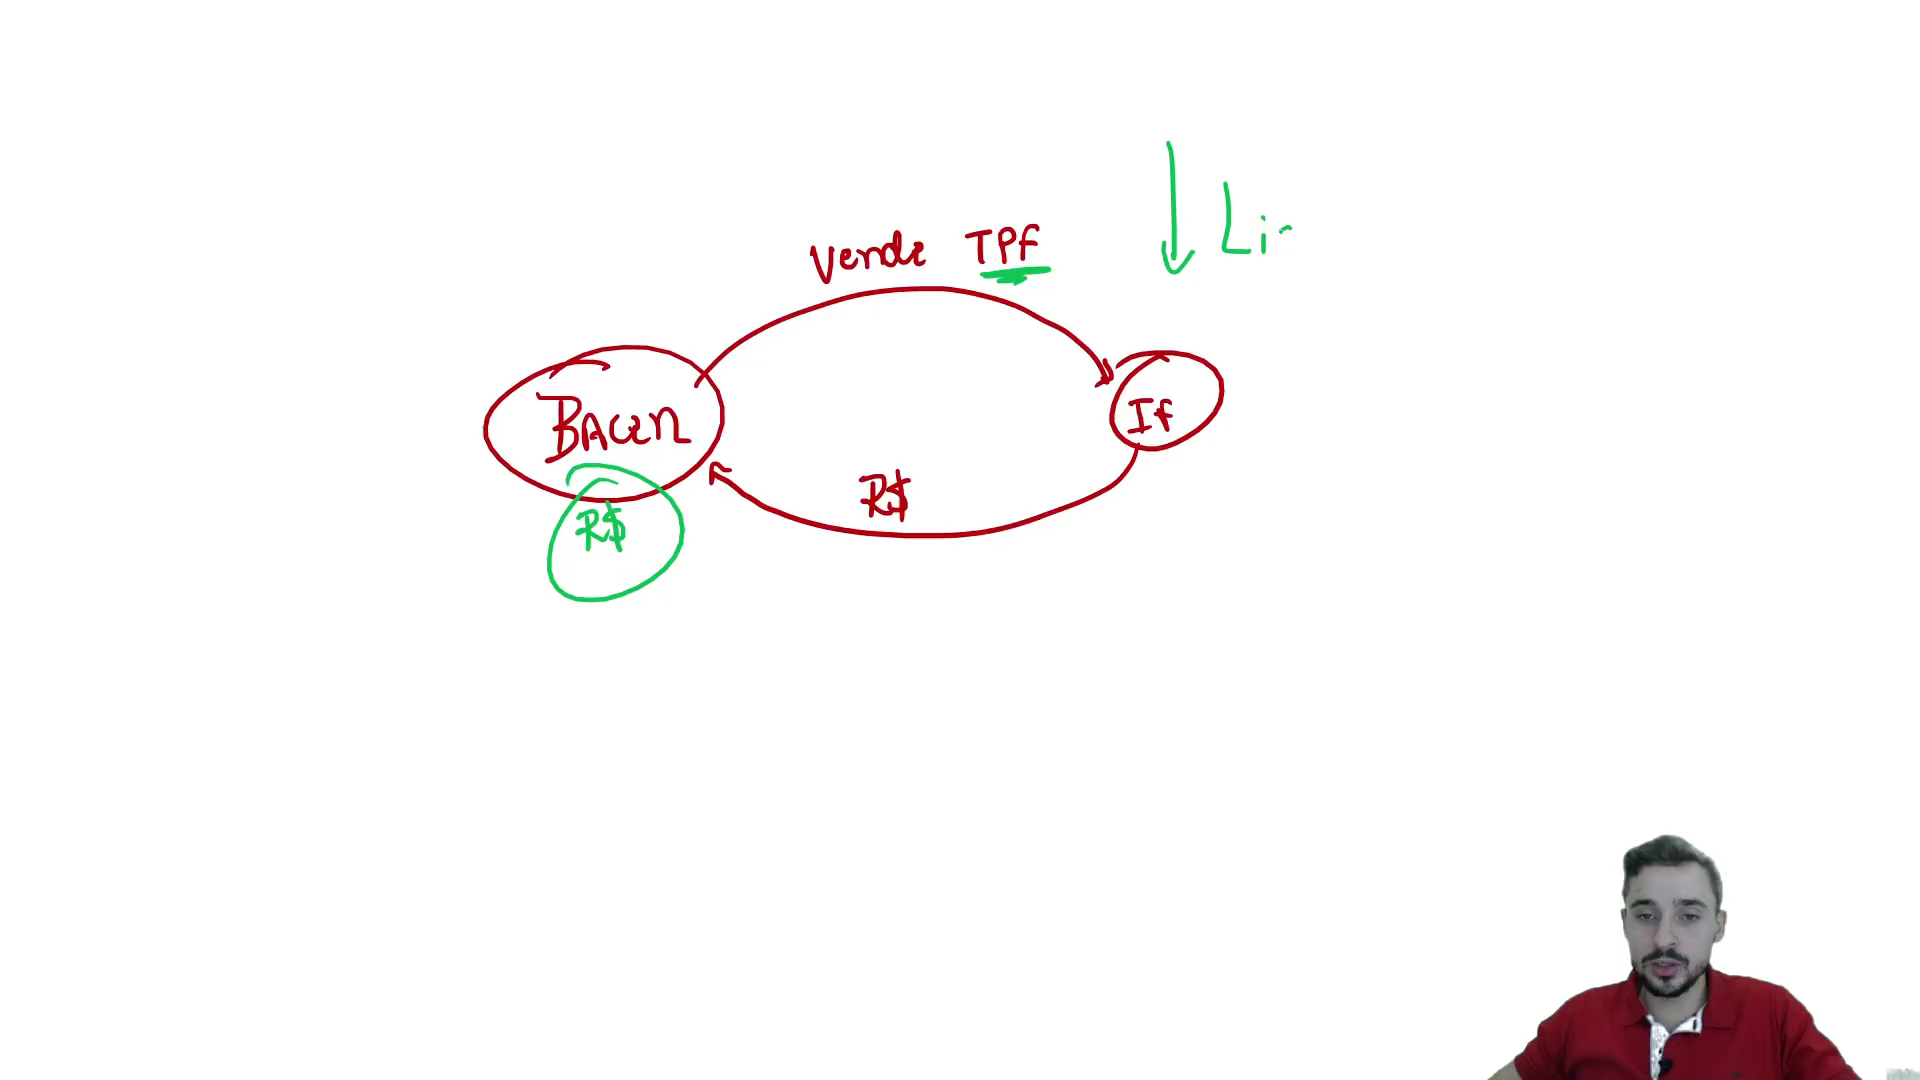 Vende TPf
Li
Bacen
If
R$
R$